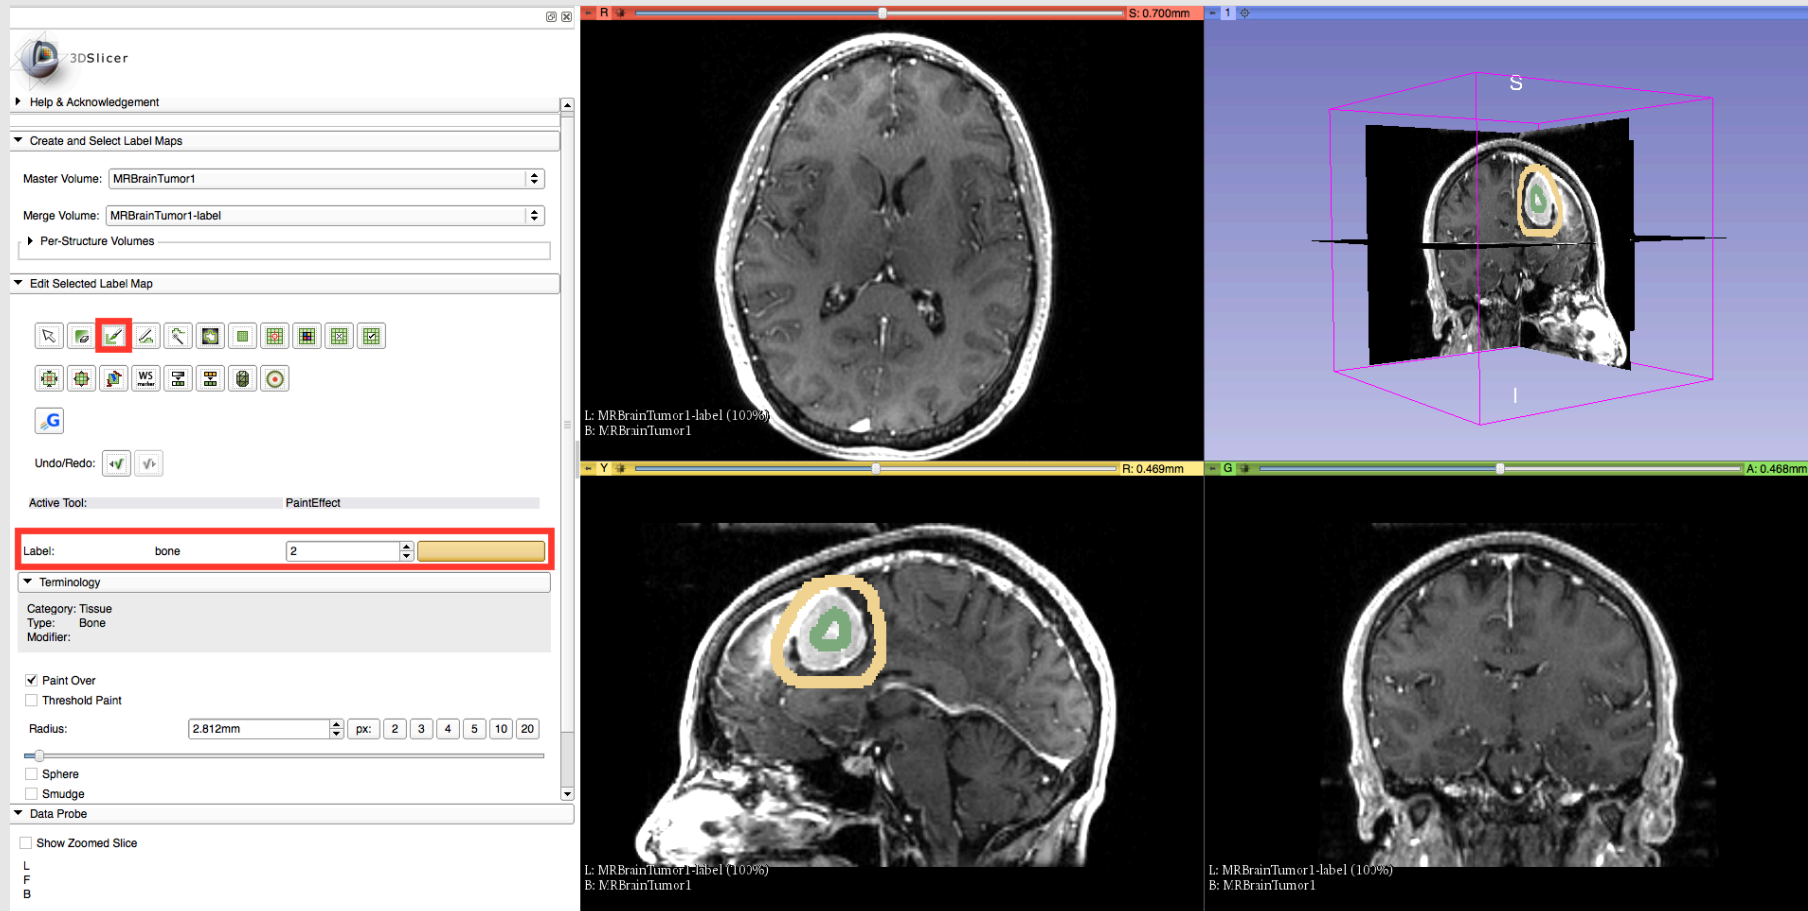 3DSlicer
Help & Acknowledgement
Create and Select Label Maps
Master Volume: MRBrainTumor1
Merge Volume: MRBrainTumor1-label
Per-Structure Volumes
Edit Selected Label Map
WS
marker
G
Undo/Redo:
Active Tool: PaintEffect
Label: bone 2
Terminology
Category: Tissue
Type: Bone
Modifier:
Paint Over
Threshold Paint
Radius: 2.812mm px: 2 3 4 5 10 20
Sphere
Smudge
Data Probe
Show Zoomed Slice
L
F
B
R S: 0.700mm
L: MRBrainTumor1-label (100%)
B: MRBrainTumor1
1
S
I
Y R: 0.469mm
L: MRBrainTumor1-label (100%)
B: MRBrainTumor1
G A: 0.468mm
L: MRBrainTumor1-label (100%)
B: MRBrainTumor1